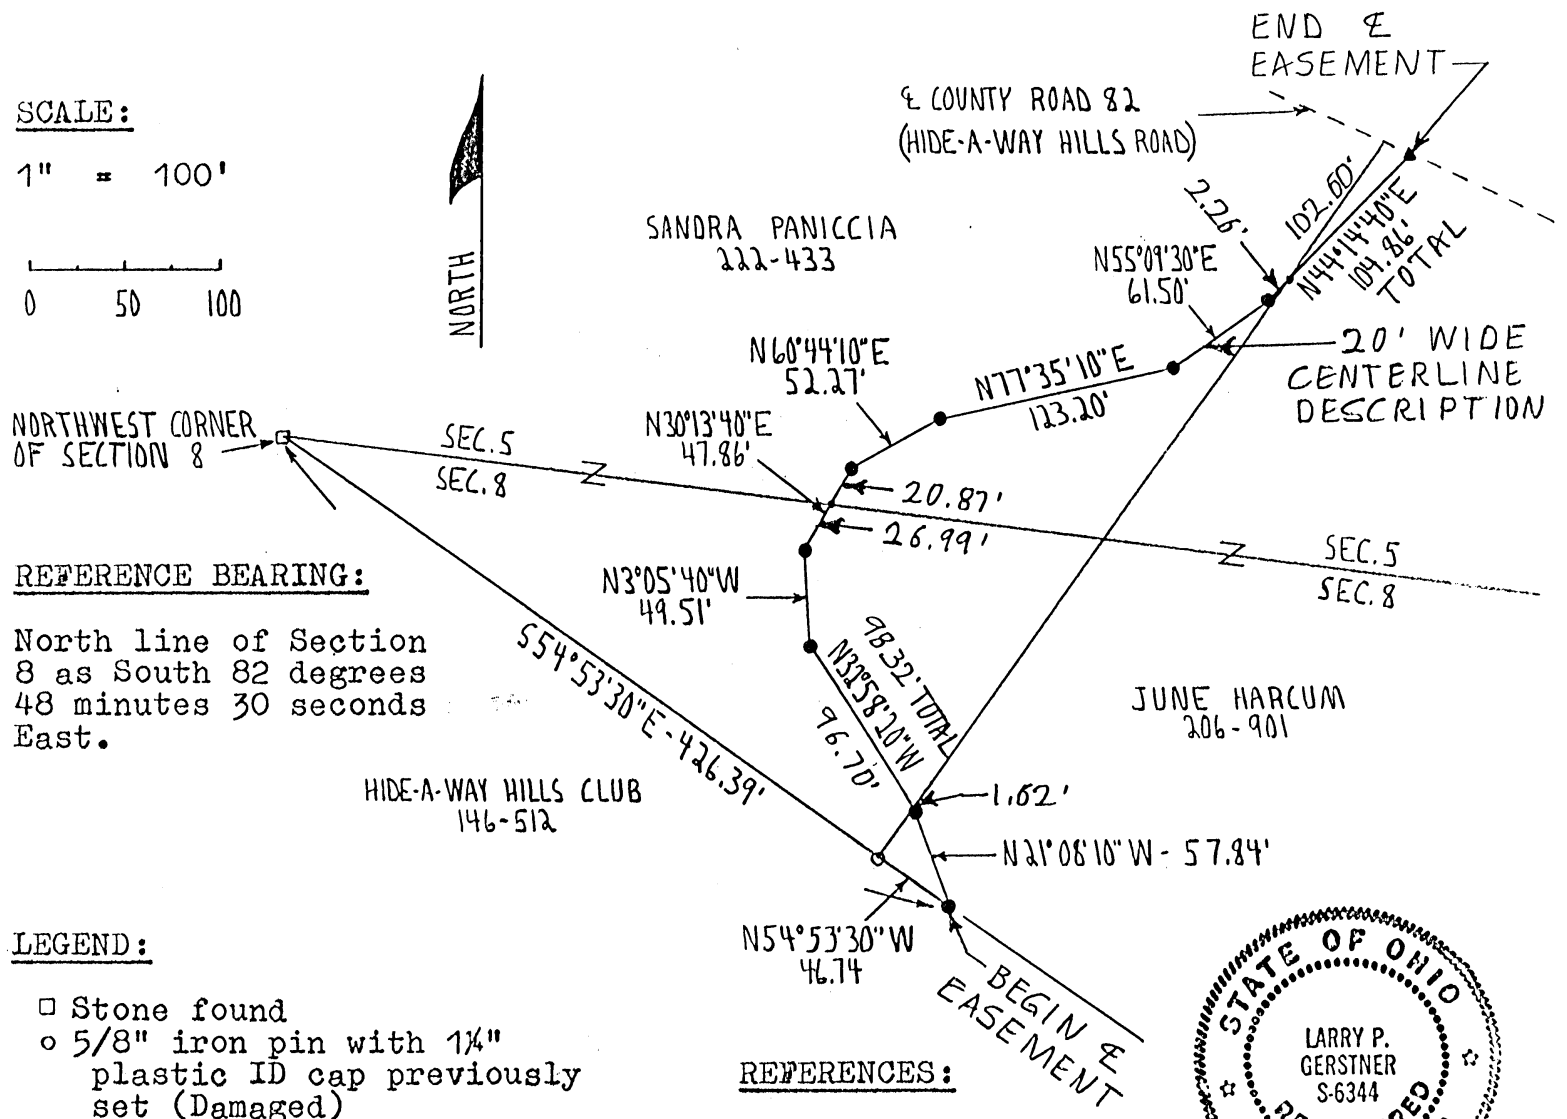 END ℄
EASEMENT
℄ COUNTY ROAD 82
(HIDE-A-WAY HILLS ROAD)
SCALE:
1" = 100'
0 50 100
NORTH
SANDRA PANICCIA
222-433
2.26'
102.60'
N44°14'40"E
104.86'
TOTAL
N55°09'30"E
61.50'
20' WIDE
CENTERLINE
DESCRIPTION
N60°44'10"E
52.27'
N77°35'10"E
123.20'
NORTHWEST CORNER
OF SECTION 8
SEC.5
SEC.8
N30°13'40"E
47.86'
20.87'
26.99'
SEC.5
SEC.8
REFERENCE BEARING:
North line of Section
8 as South 82 degrees
48 minutes 30 seconds
East.
N3°05'40"W
49.51'
S54°53'30"E-426.39'
98.32' TOTAL
N32°58'20"W
96.70'
JUNE HARCUM
206-901
HIDE-A-WAY HILLS CLUB
146-512
1.62'
N21°08'10"W-57.84'
N54°53'30"W
46.74
BEGIN ℄
EASEMENT
LEGEND:
□ Stone found
o 5/8" iron pin with 1¼"
plastic ID cap previously
set (Damaged)
REFERENCES:
STATE OF OHIO
LARRY P.
GERSTNER
S-6344